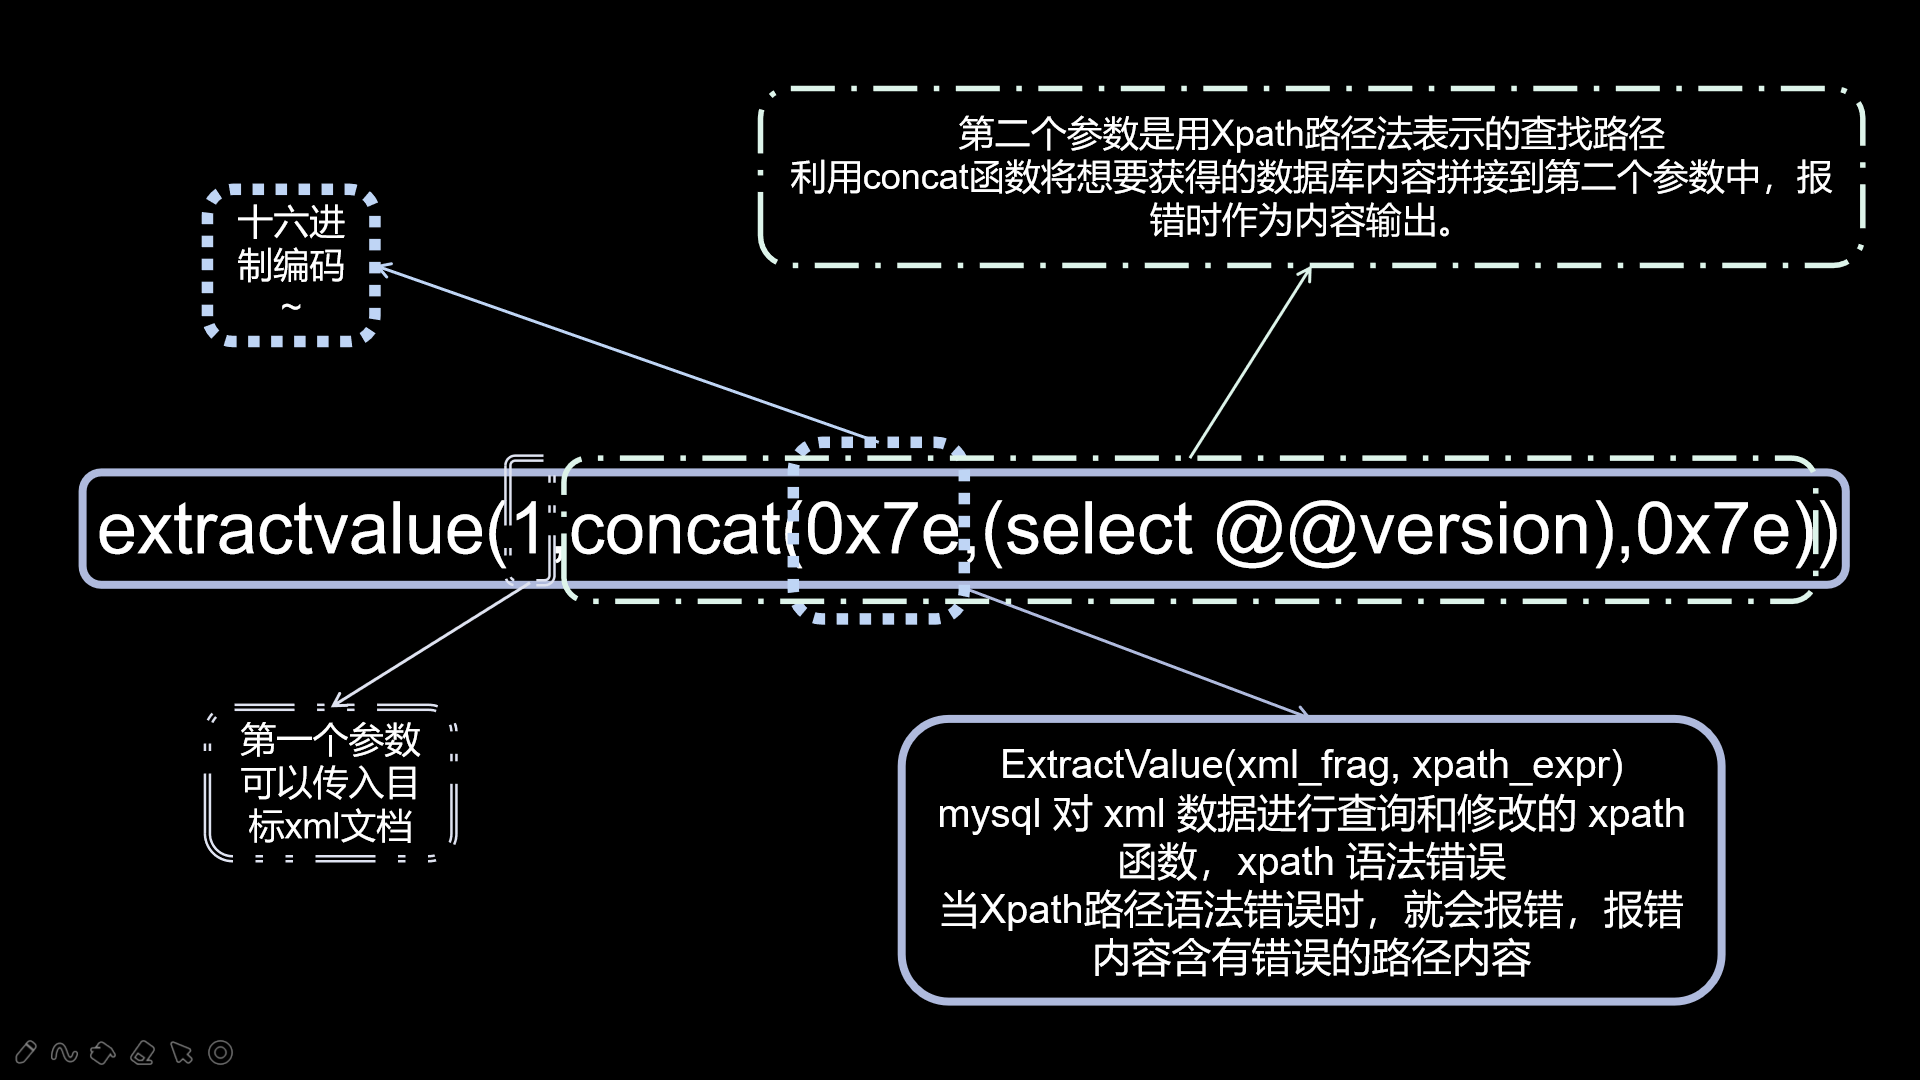 第二个参数是用Xpath路径法表示的查找路径
利用concat函数将想要获得的数据库内容拼接到第二个参数中，报
错时作为内容输出。
十六进
制编码
~
extractvalue(1,concat(0x7e,(select @@version),0x7e))
第一个参数
可以传入目
标xml文档
ExtractValue(xml_frag, xpath_expr)
mysql 对 xml 数据进行查询和修改的 xpath
函数，xpath 语法错误
当Xpath路径语法错误时，就会报错，报错
内容含有错误的路径内容